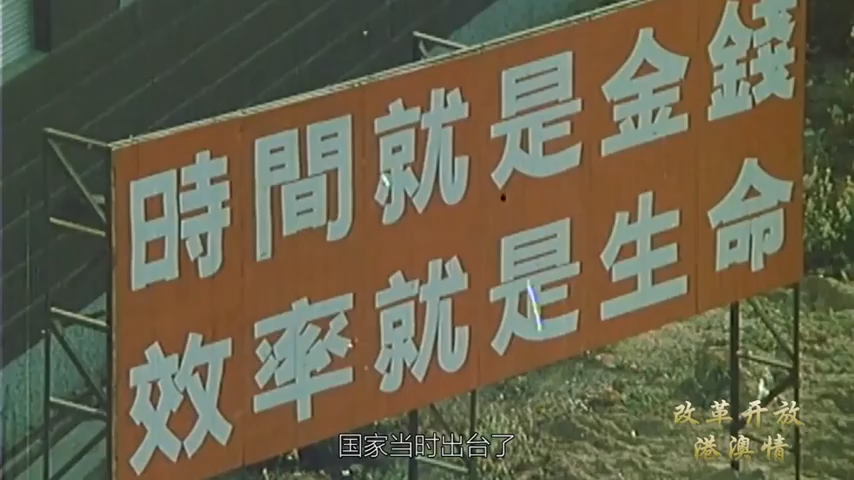 時間就是金錢
效率就是生命
国家当时出台了
改革开放
港澳情